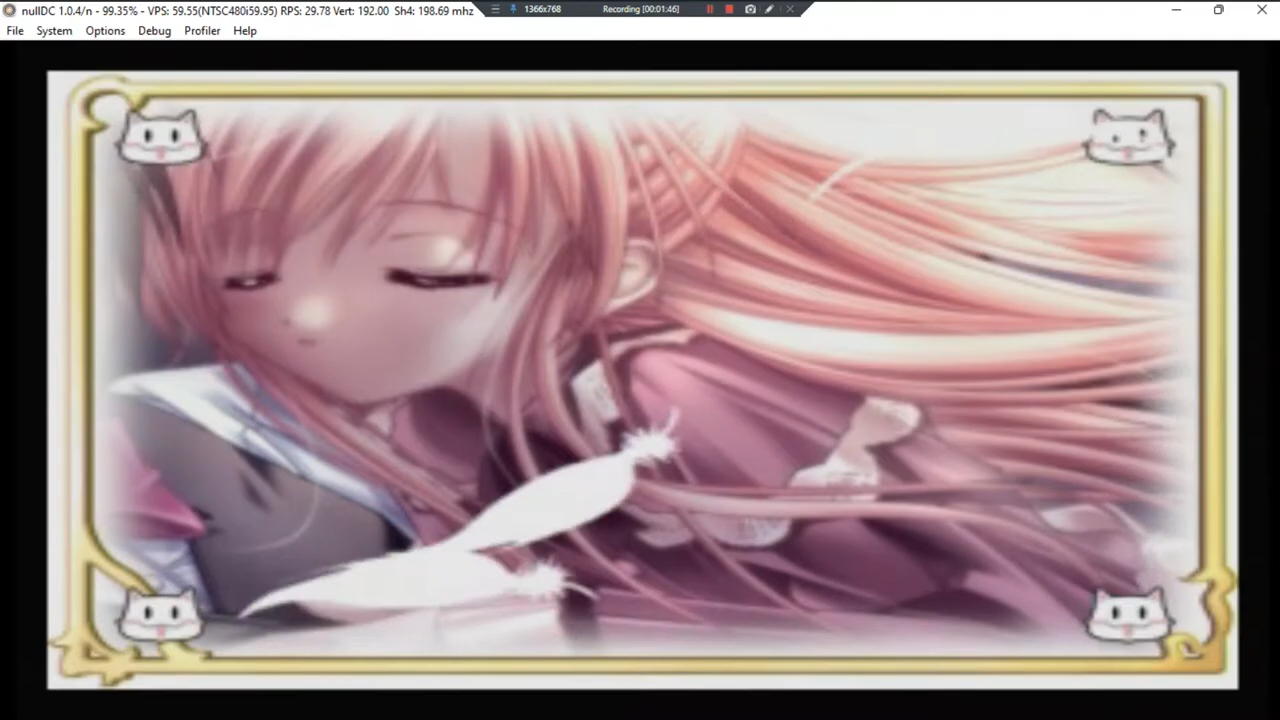 nullDC 1.0.4/n - 99.35% - VPS: 59.55(NTSC480i59.95) RPS: 29.78 Vert: 192.00 Sh4: 198.69 mhz
1366x768
Recording [00:01:46]
File System Options Debug Profiler Help